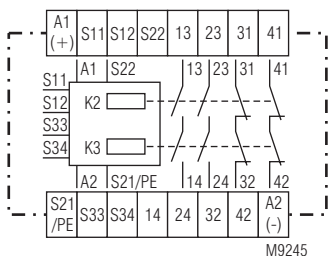 A1 (+) S11 S12 S22 13 23 31 41
A1 S22 13 23 31 41
S11
S12
S33
S34
K2
K3
A2 S21/PE 14 24 32 42
S21 /PE S33 S34 14 24 32 42 A2 (-)
M9245